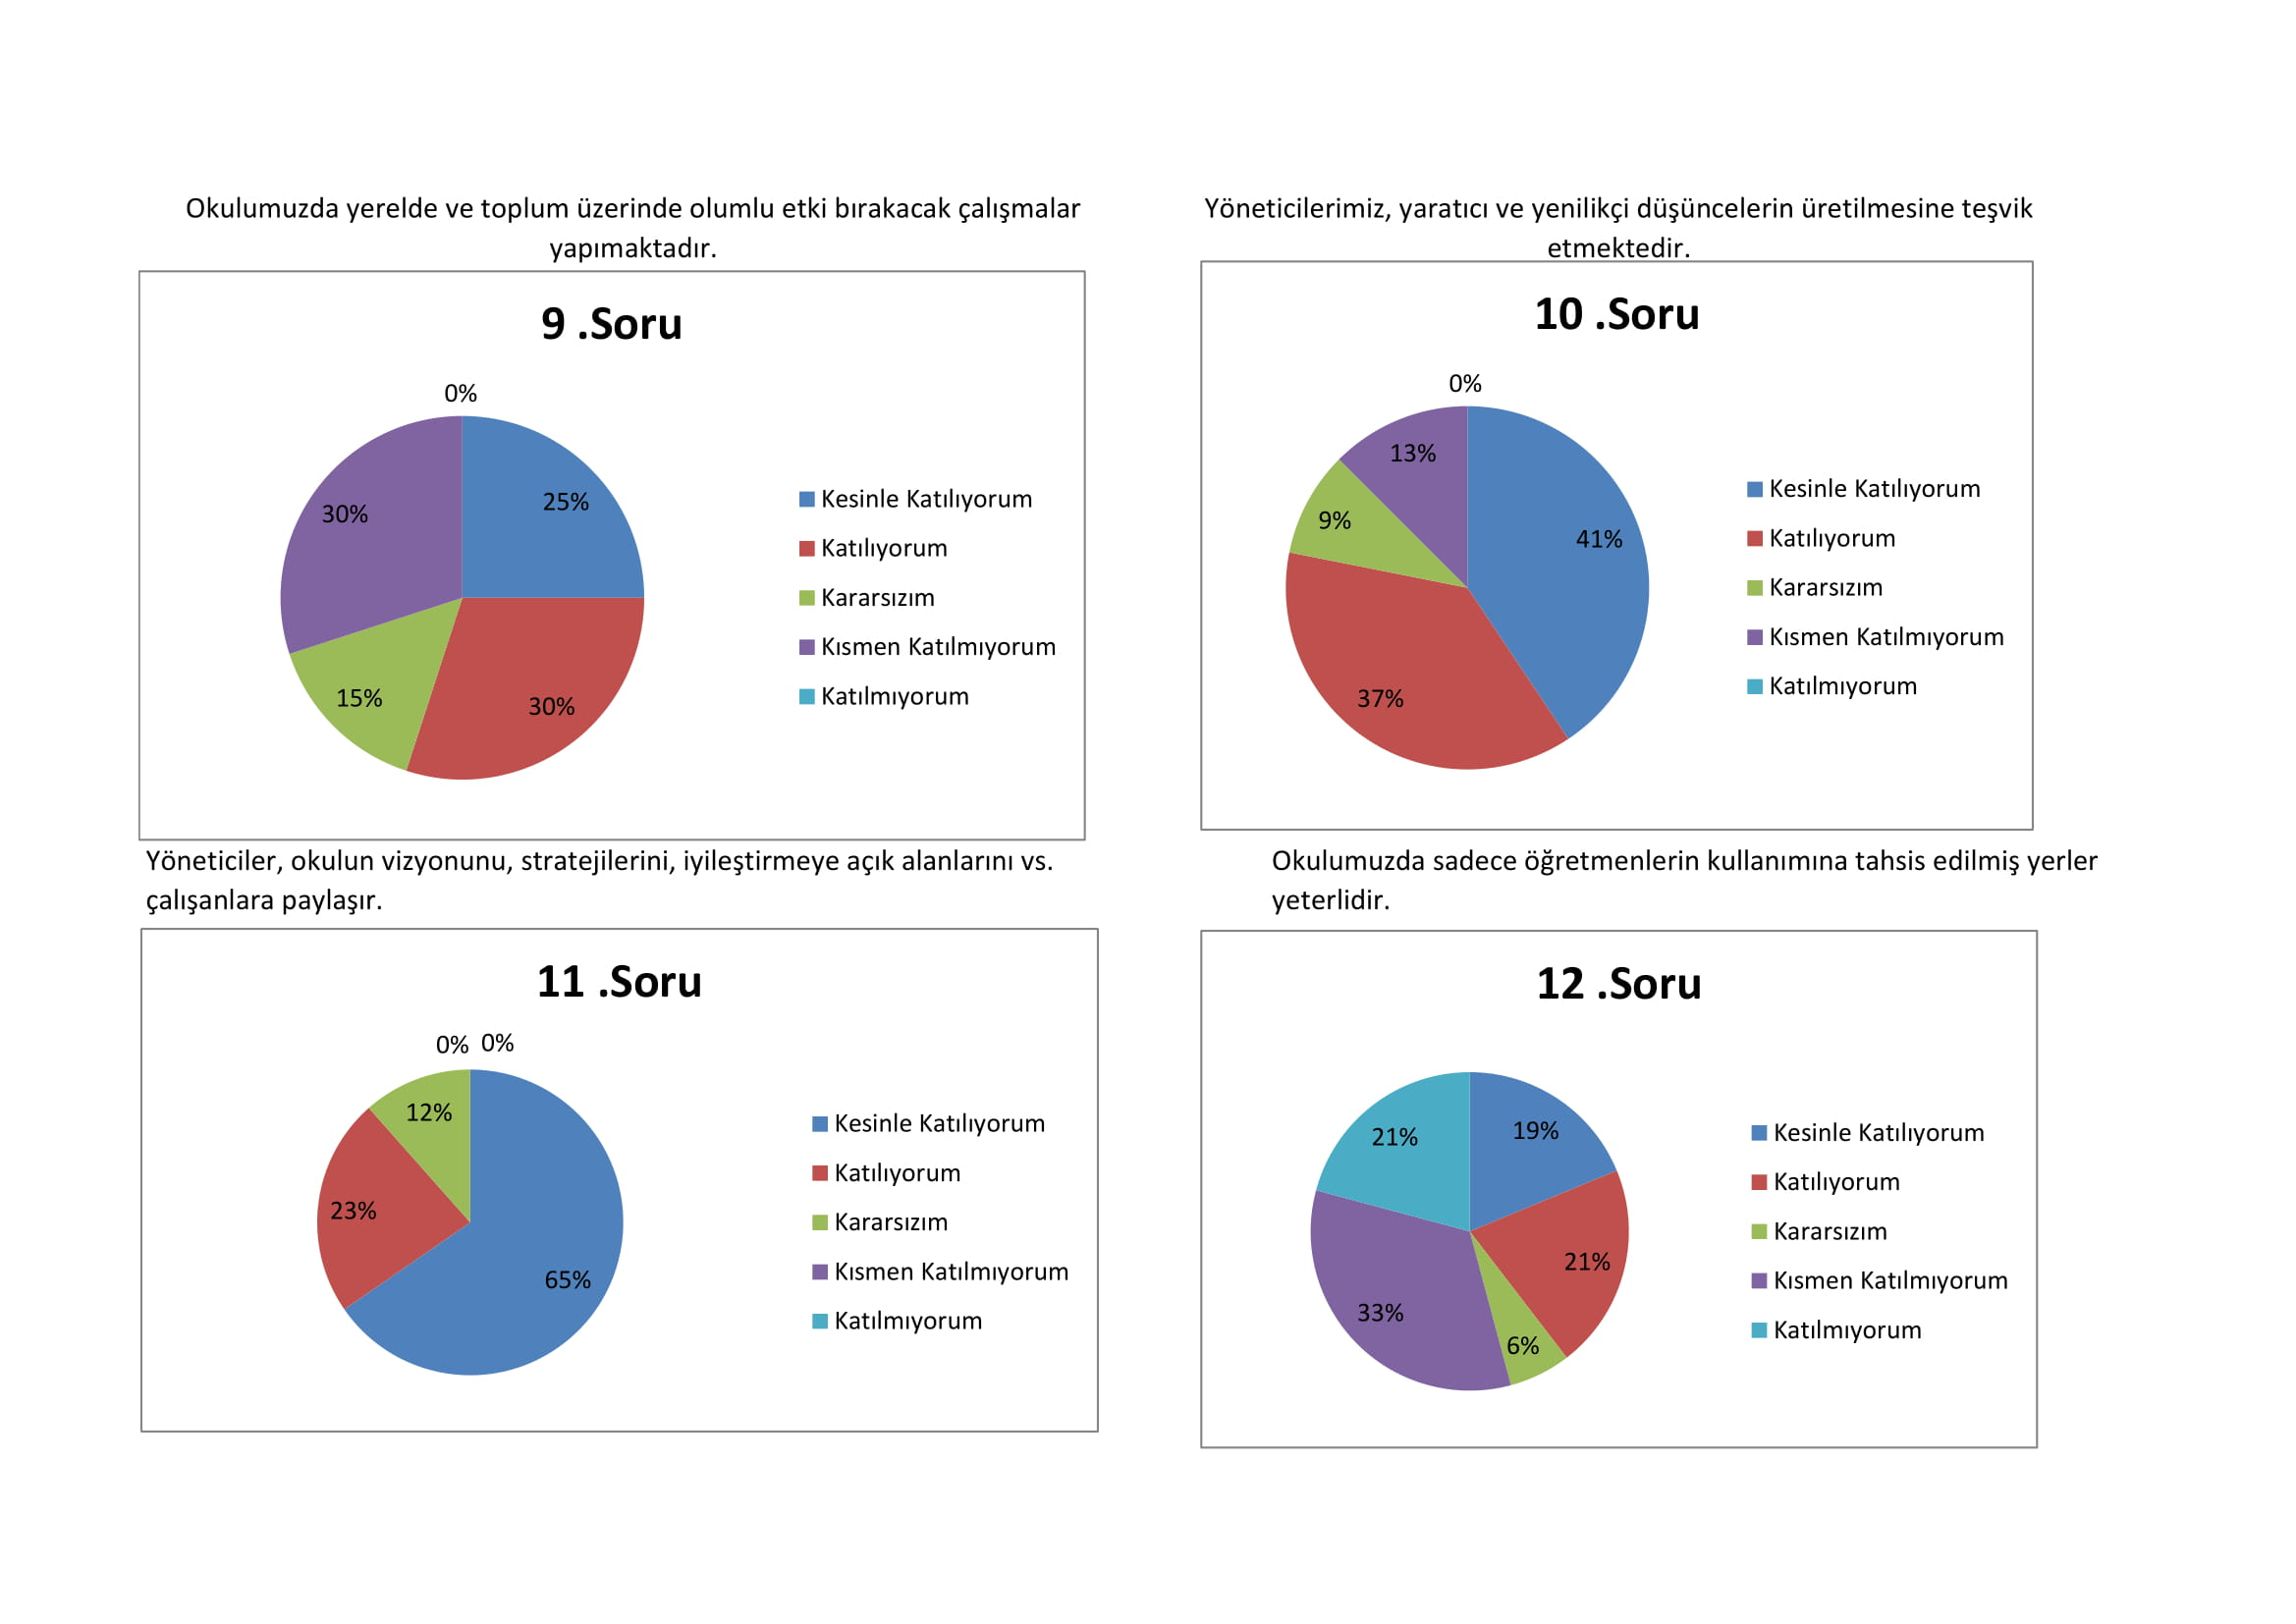 Okulumuzda yerelde ve toplum üzerinde olumlu etki bırakacak çalışmalar
yapımaktadır.
9 .Soru
0%
25%
30%
15%
30%
Kesinle Katılıyorum
Katılıyorum
Kararsızım
Kısmen Katılmıyorum
Katılmıyorum
Yöneticilerimiz, yaratıcı ve yenilikçi düşüncelerin üretilmesine teşvik
etmektedir.
10 .Soru
0%
13%
9%
41%
37%
Kesinle Katılıyorum
Katılıyorum
Kararsızım
Kısmen Katılmıyorum
Katılmıyorum
Yöneticiler, okulun vizyonunu, stratejilerini, iyileştirmeye açık alanlarını vs.
çalışanlara paylaşır.
11 .Soru
0% 0%
12%
23%
65%
Kesinle Katılıyorum
Katılıyorum
Kararsızım
Kısmen Katılmıyorum
Katılmıyorum
Okulumuzda sadece öğretmenlerin kullanımına tahsis edilmiş yerler
yeterlidir.
12 .Soru
21%
19%
21%
33%
6%
Kesinle Katılıyorum
Katılıyorum
Kararsızım
Kısmen Katılmıyorum
Katılmıyorum